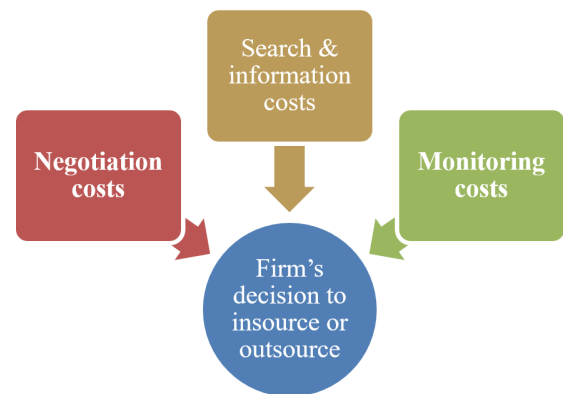 Search &
information
costs
Negotiation
costs
Monitoring
costs
Firm’s
decision to
insource or
outsource